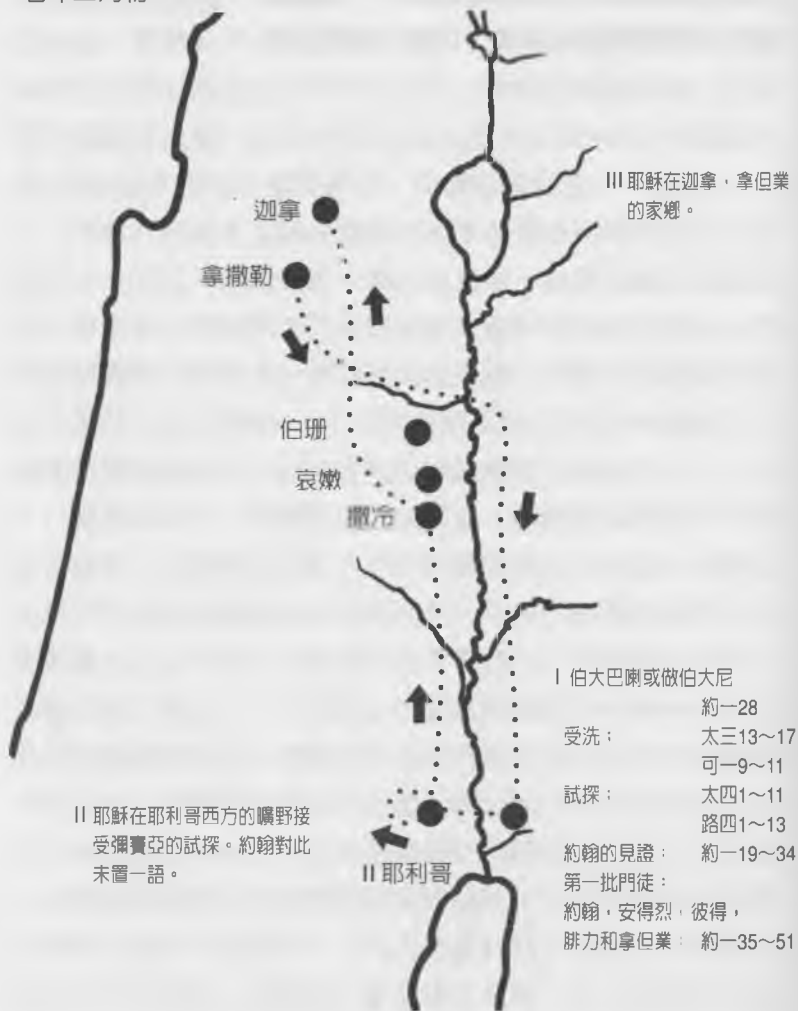 迦拿
拿撒勒
伯珊
哀嫩
撒冷
III 耶穌在迦拿，拿但業
的家鄉。
I 伯大巴喇或做伯大尼
約一28
受洗： 太三13～17
可一9～11
試探： 太四1～11
路四1～13
約翰的見證： 約一19～34
第一批門徒：
約翰，安得烈，彼得，
腓力和拿但業： 約一35～51
II 耶穌在耶利哥西方的曠野接
受彌賽亞的試探。約翰對此
未置一語。
II 耶利哥